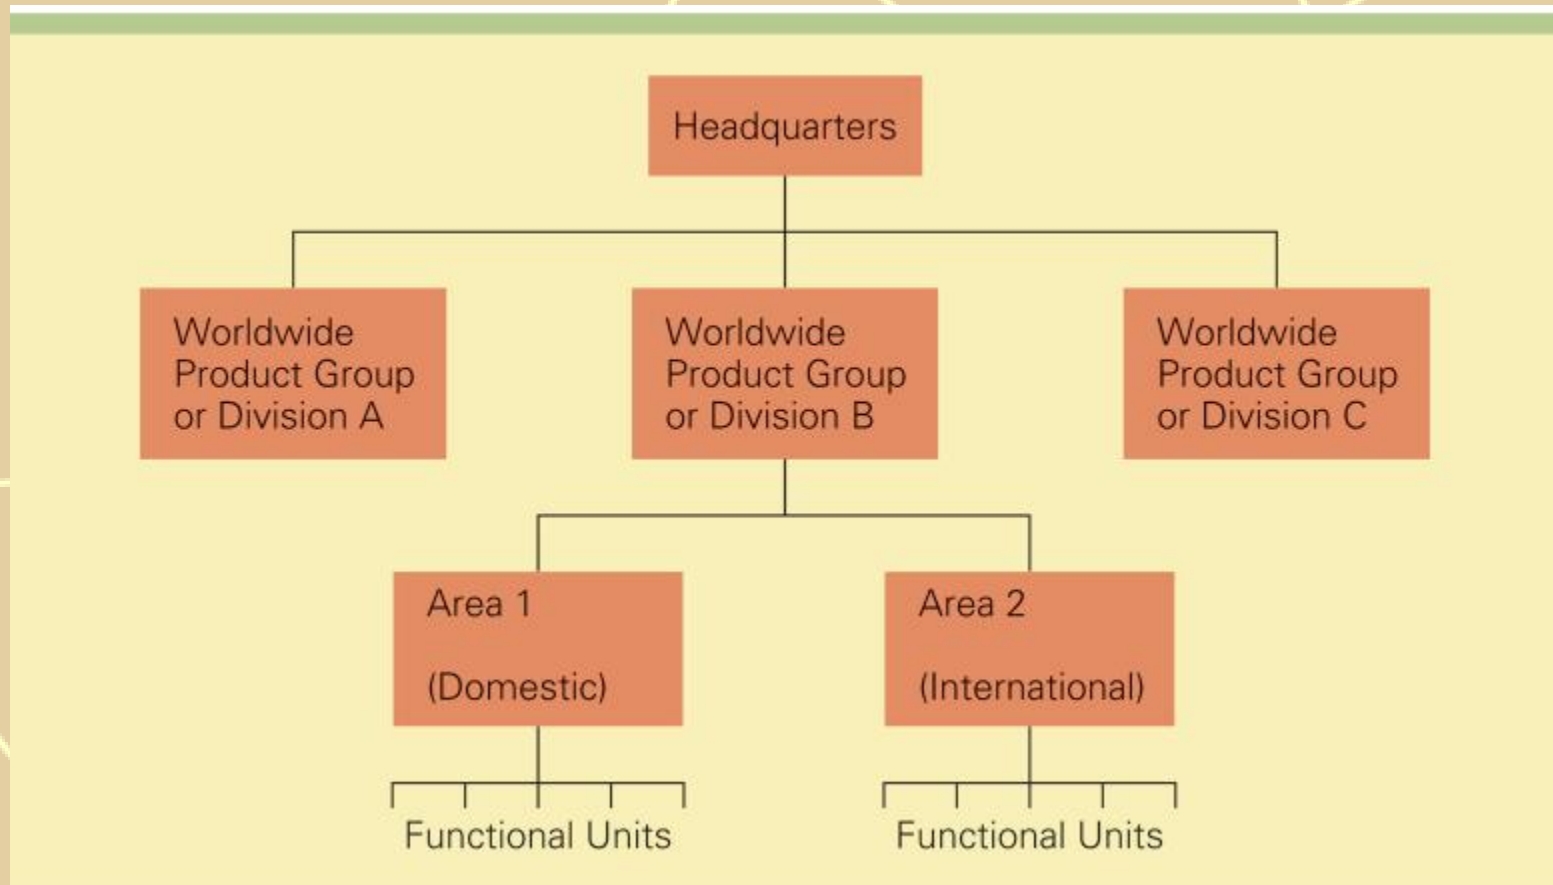 Headquarters
Worldwide
Product Group
or Division A
Worldwide
Product Group
or Division B
Worldwide
Product Group
or Division C
Area 1
(Domestic)
Area 2
(International)
Functional Units
Functional Units